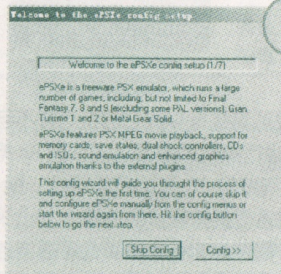 Welcome to the ePSXe config setup
Welcome to the ePSXe config setup (1/7)
ePSXe is a freeware PSX emulator, which runs a large
number of games, including, but not limited to Final
Fantasy 7, 8 and 9 (excluding some PAL versions), Gran
Turismo 1 and 2 or Metal Gear Solid.
ePSXe features PSX MPEG movie playback, support for
memory cards, save states, dual shock controllers, CDs
and ISOs, sound emulation and enhanced graphics
emulation thanks to the external plugins.
This config wizard will guide you throught the process of
setting up ePSXe the first time. You can of course skip it
and configure ePSXe manually from the config menus or
start the wizard again from there. Hit the config button
below to go the next step.
Skip Config
Config >>